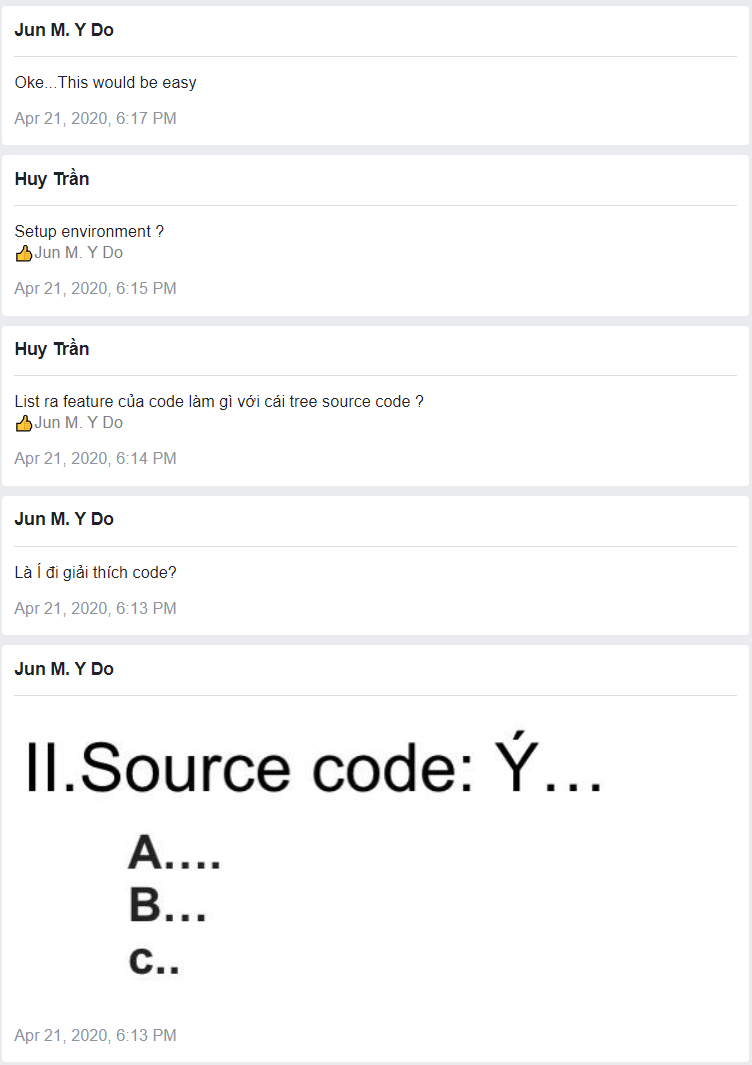 Jun M. Y Do
Oke...This would be easy
Apr 21, 2020, 6:17 PM
Huy Trần
Setup environment ?
👍Jun M. Y Do
Apr 21, 2020, 6:15 PM
Huy Trần
List ra feature của code làm gì với cái tree source code ?
👍Jun M. Y Do
Apr 21, 2020, 6:14 PM
Jun M. Y Do
Là Í đi giải thích code?
Apr 21, 2020, 6:13 PM
Jun M. Y Do
II.Source code: Ý...
A....
B...
c..
Apr 21, 2020, 6:13 PM